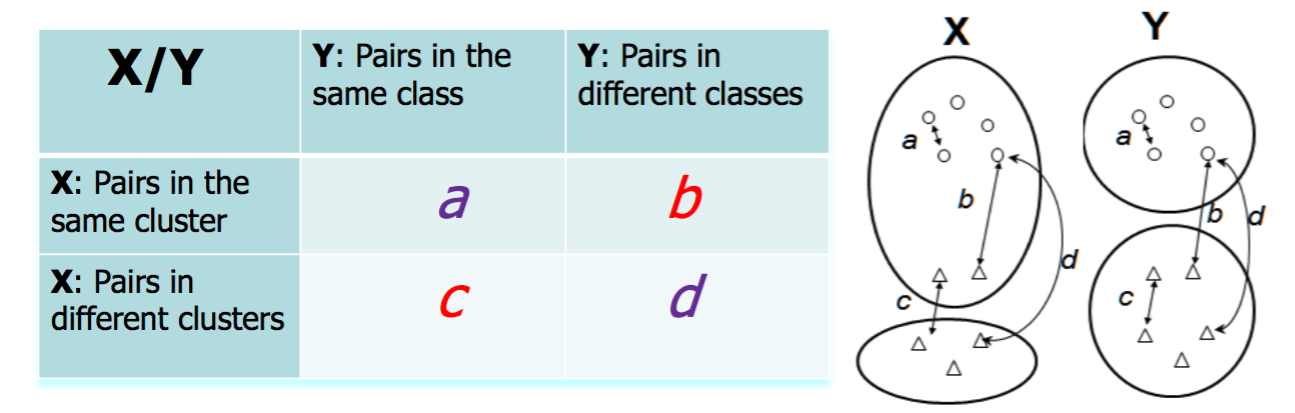 X/Y
Y: Pairs in the
same class
Y: Pairs in
different classes
X: Pairs in the
same cluster
a
b
X: Pairs in
different clusters
c
d
X
Y
a
b
c
d
a
b
d
c